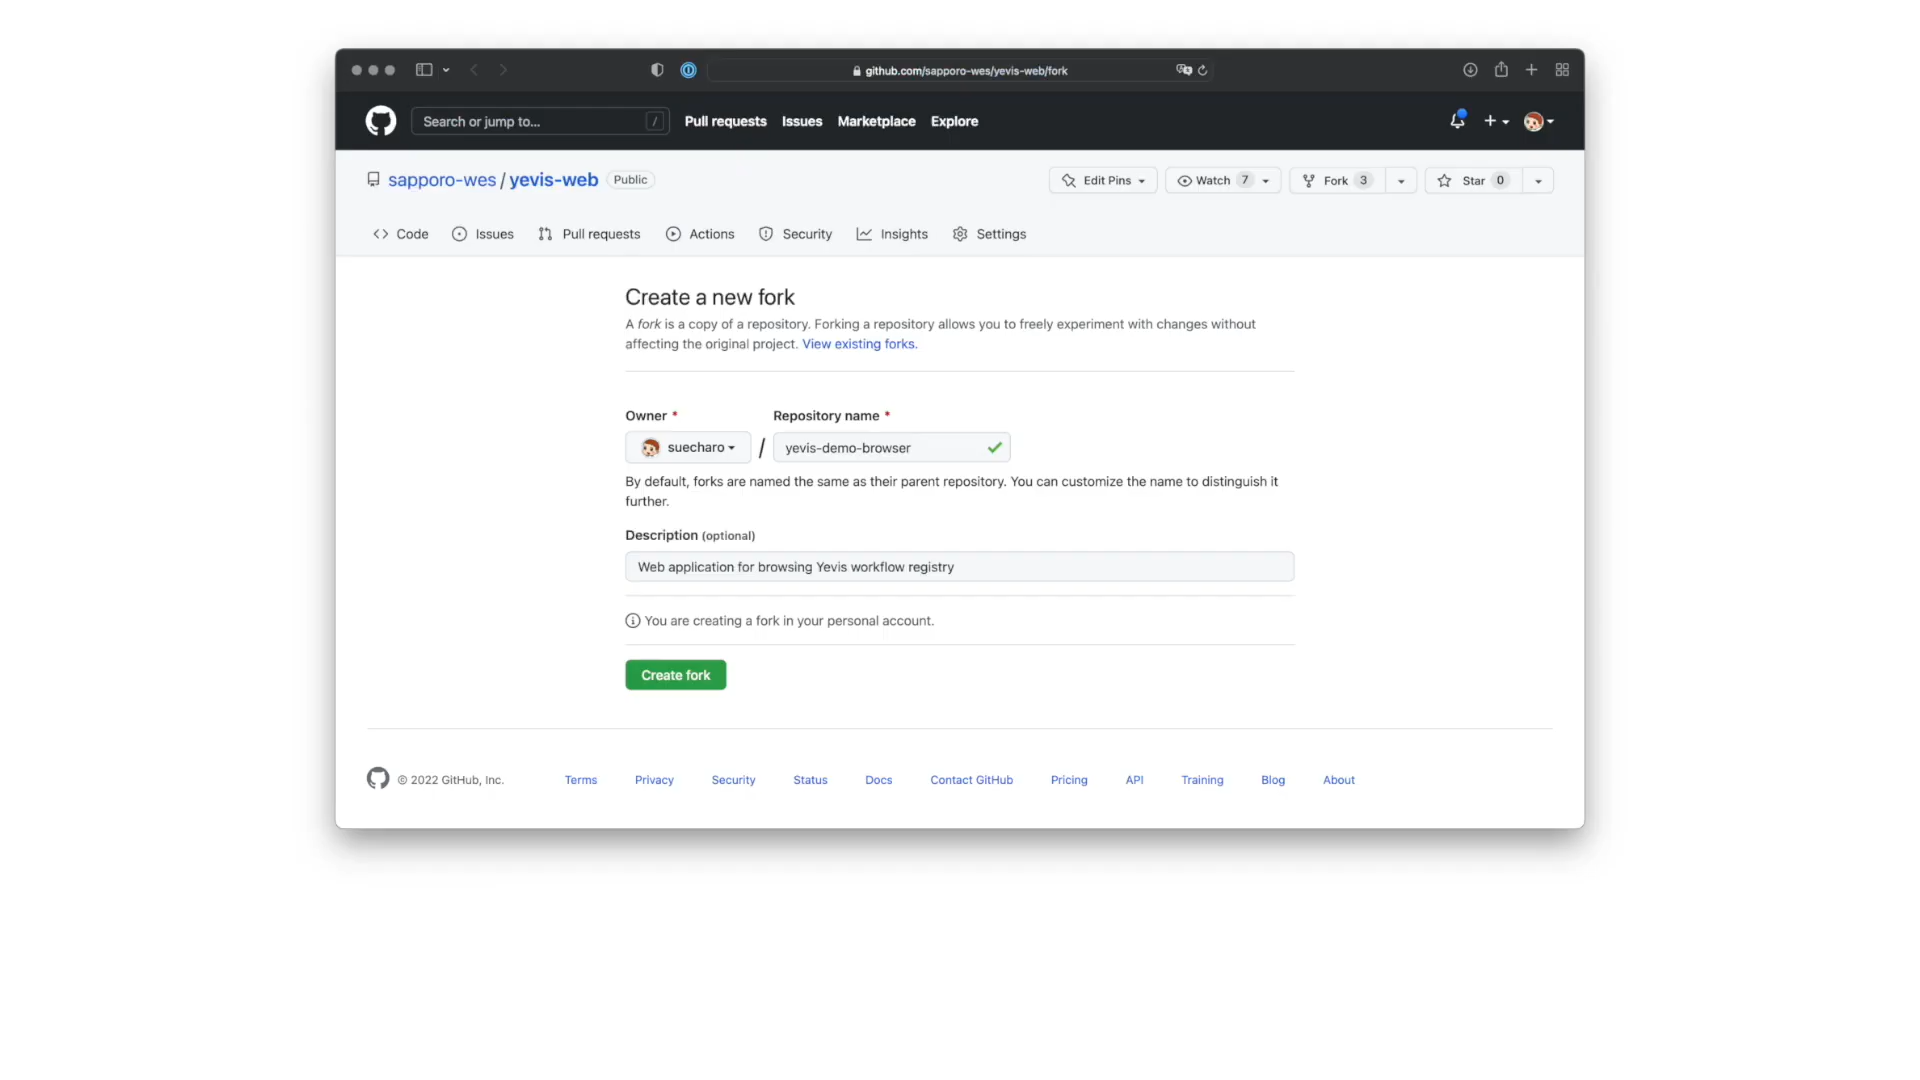 github.com/sapporo-wes/yevis-web/fork
Search or jump to... /
Pull requests Issues Marketplace Explore
sapporo-wes / yevis-web Public
Edit Pins Watch 7 Fork 3 Star 0
Code Issues Pull requests Actions Security Insights Settings
Create a new fork
A fork is a copy of a repository. Forking a repository allows you to freely experiment with changes without
affecting the original project. View existing forks.
Owner * Repository name *
suecharo / yevis-demo-browser
By default, forks are named the same as their parent repository. You can customize the name to distinguish it
further.
Description (optional)
Web application for browsing Yevis workflow registry
You are creating a fork in your personal account.
Create fork
© 2022 GitHub, Inc. Terms Privacy Security Status Docs Contact GitHub Pricing API Training Blog About